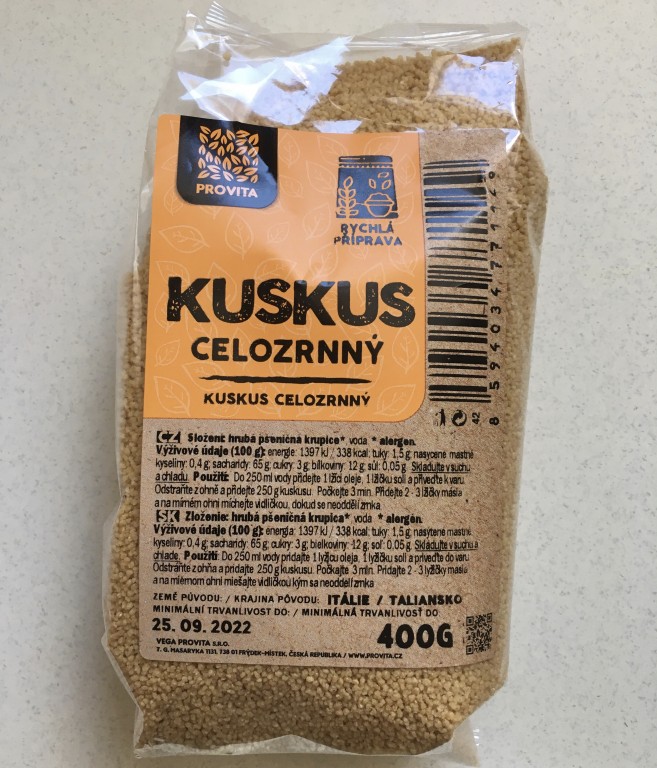 PROVITA
RYCHLÁ
PŘÍPRAVA
KUSKUS
CELOZRNNÝ
KUSKUS CELOZRNNÝ
42
CZ Složení: hrubá pšeničná krupice*, voda. * alergen.
Výživové údaje (100 g): energie: 1397 kJ / 338 kcal; tuky: 1,5 g; nasycené mastné
kyseliny: 0,4 g; sacharidy: 65 g; cukry: 3 g; bílkoviny: 12 g; sůl: 0,05 g. Skladujte v suchu
a chladu. Použití: Do 250 ml vody přidejte 1 lžíci oleje, 1 lžičku soli a přiveďte k varu.
Odstraňte z ohně a přidejte 250 g kuskusu. Počkejte 3 min. Přidejte 2 - 3 lžičky másla
a na mírném ohni míchejte vidličkou, dokud se neoddělí zrnka.
SK Zloženie: hrubá pšeničná krupica*, voda. * alergen.
Výživové údaje (100 g): energia: 1397 kJ / 338 kcal; tuky: 1,5 g; nasýtené mastné
kyseliny: 0,4 g; sacharidy: 65 g; cukry: 3 g; bielkoviny: 12 g; soľ: 0,05 g. Skladujte v suchu a
chlade. Použití: Do 250 ml vody pridajte 1 lyžicu oleja, 1 lyžičku soli a priveďte do varu.
Odstráňte z ohňa a pridajte 250 g kuskusu. Počkajte 3 min. Pridajte 2 - 3 lyžičky masla
a na miernom ohni miešajte vidličkou kým sa neoddelí zrnka.
ZEMĚ PŮVODU: / KRAJINA PÔVODU: ITÁLIE / TALIANSKO
MINIMÁLNÍ TRVANLIVOST DO: / MINIMÁLNÁ TRVANLIVOSŤ DO:
25. 09. 2022
400G
VEGA PROVITA S.R.O.
T. G. MASARYKA 1131, 738 01 FRÝDEK-MÍSTEK, ČESKÁ REPUBLIKA / WWW.PROVITA.CZ